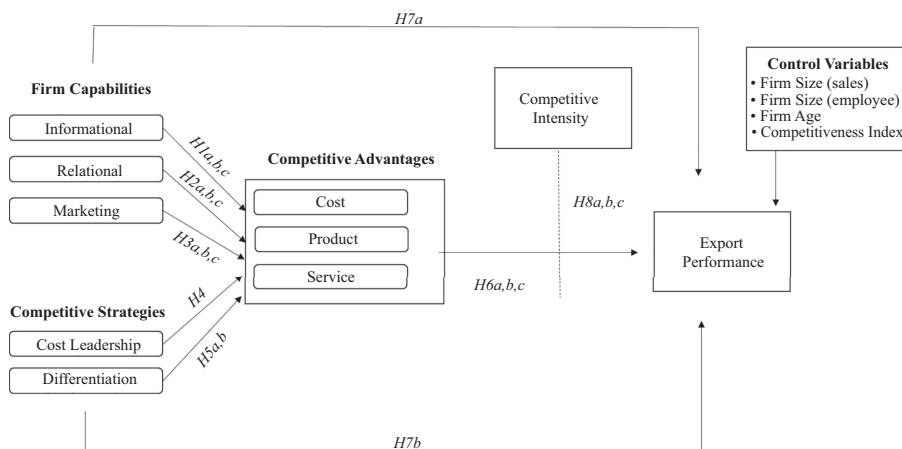 H7a
Control Variables
• Firm Size (sales)
• Firm Size (employee)
• Firm Age
• Competitiveness Index
Competitive
Intensity
Firm Capabilities
Informational
Relational
Marketing
H1a,b,c
H2a,b,c
H3a,b,c
Competitive Advantages
Cost
Product
Service
H8a,b,c
H6a,b,c
Export
Performance
Competitive Strategies
Cost Leadership
Differentiation
H4
H5a,b
H7b